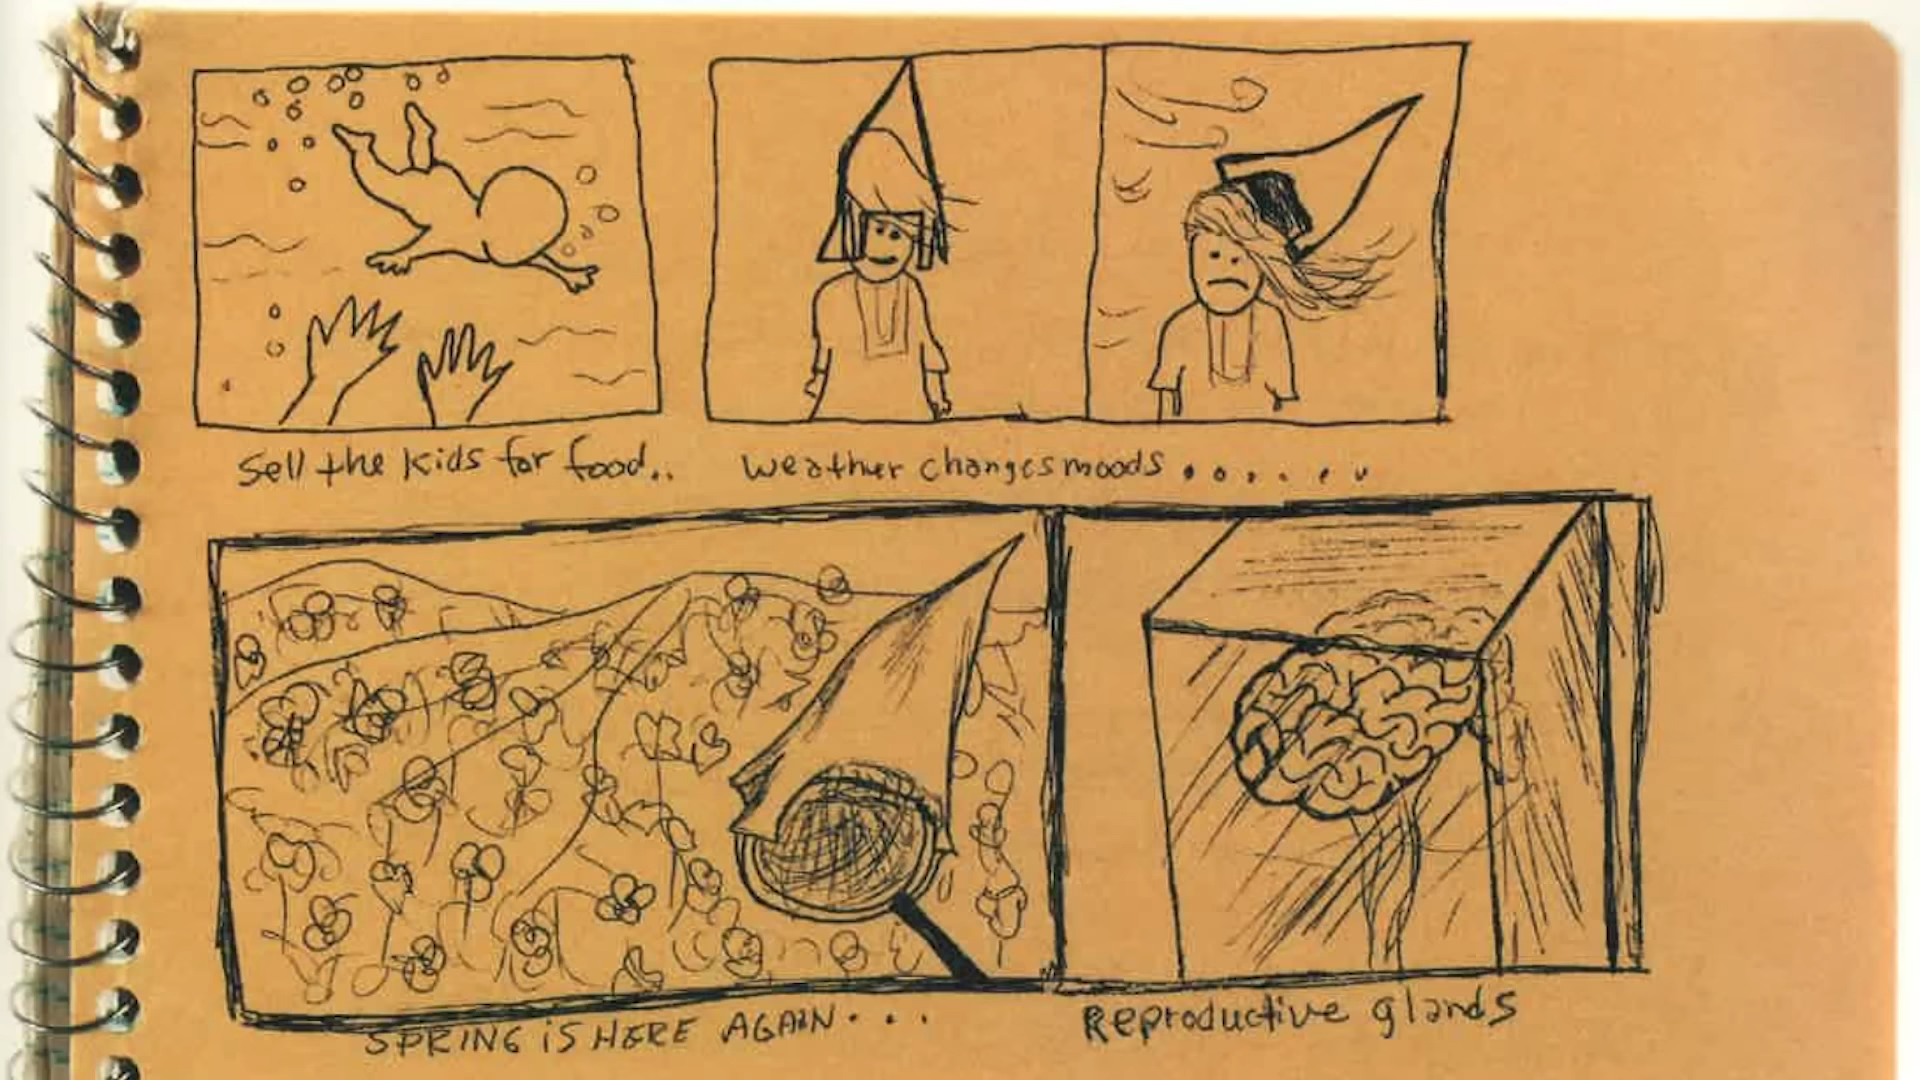 Sell the kids for food..
weather changes moods . . . . . . .
SPRING iS HERE AGAIN . . .
Reproductive glands